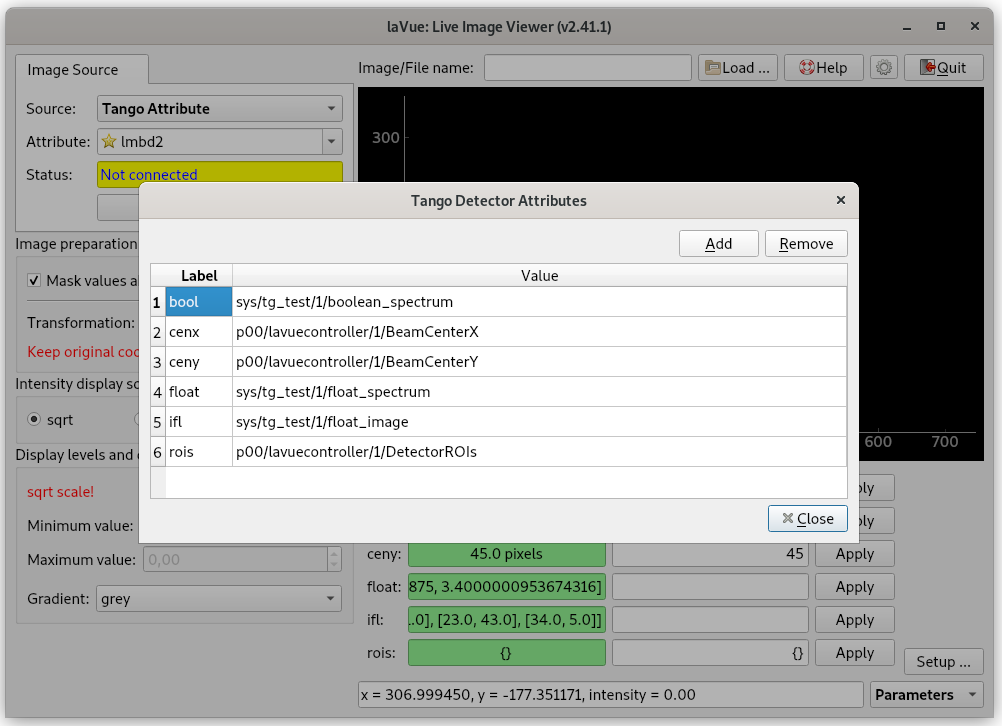 laVue: Live Image Viewer (v2.41.1)
Image Source
Image/File name:
Load ...
Help
Quit
Source:
Tango Attribute
Attribute:
lmbd2
Status:
Not connected
300
Tango Detector Attributes
Add
Remove
Label Value
1 bool sys/tg_test/1/boolean_spectrum
2 cenx p00/lavuecontroller/1/BeamCenterX
3 ceny p00/lavuecontroller/1/BeamCenterY
4 float sys/tg_test/1/float_spectrum
5 ifl sys/tg_test/1/float_image
6 rois p00/lavuecontroller/1/DetectorROIs
Close
Image preparation
Mask values
Transformation:
Keep original
Intensity display
sqrt
Display levels and
sqrt scale!
Minimum value:
Maximum value: 0,00
Gradient: grey
600 700
ceny: 45.0 pixels 45 Apply
float: 875, 3.4000000953674316] Apply
ifl: .0], [23.0, 43.0], [34.0, 5.0]] Apply
rois: {} {} Apply
Setup ...
x = 306.999450, y = -177.351171, intensity = 0.00
Parameters